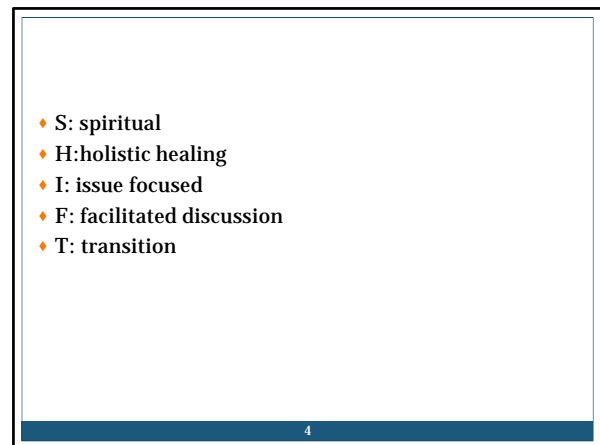 ♦ S: spiritual
♦ H:holistic healing
♦ I: issue focused
♦ F: facilitated discussion
♦ T: transition
4